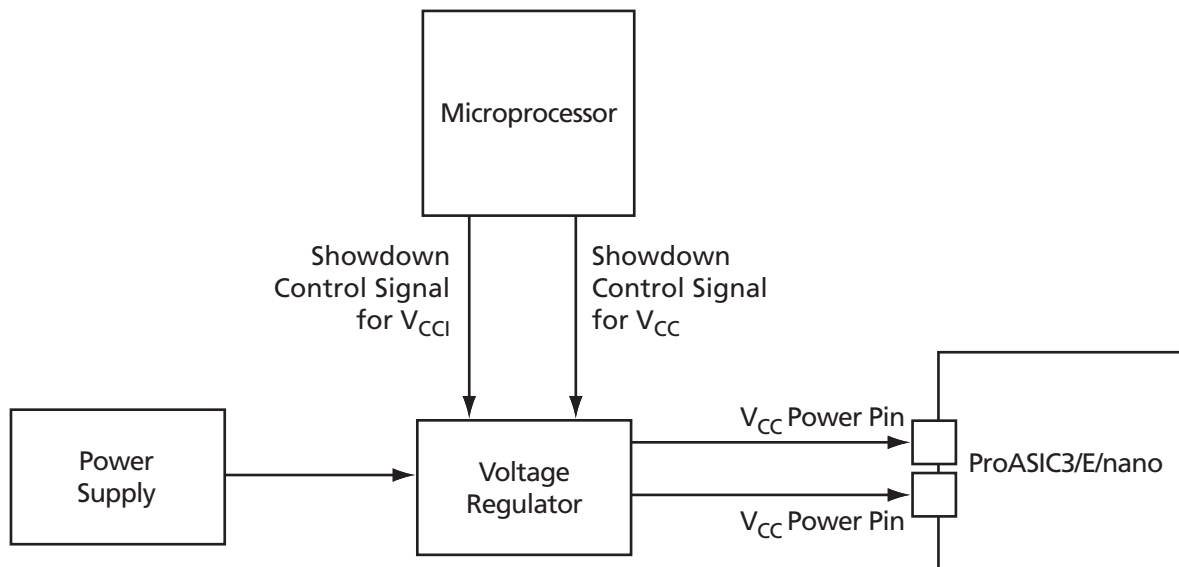 Microprocessor
Showdown
Control Signal
for VCCI
Showdown
Control Signal
for VCC
Power
Supply
Voltage
Regulator
VCC Power Pin
VCC Power Pin
ProASIC3/E/nano